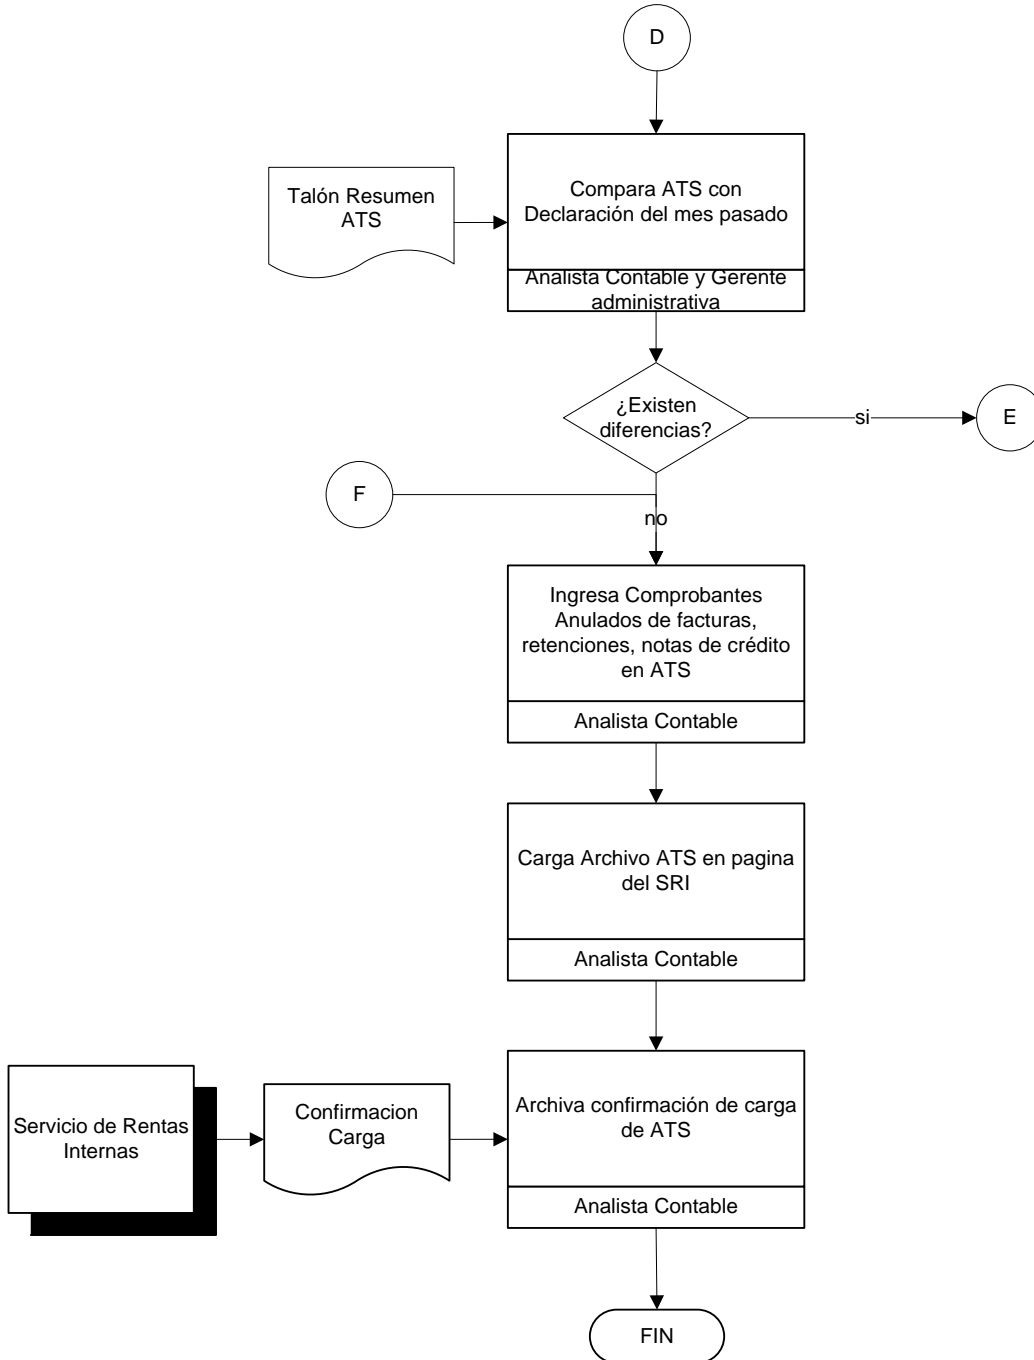 D
Talón Resumen
ATS
Compara ATS con
Declaración del mes pasado
Analista Contable y Gerente
administrativa
¿Existen
diferencias?
si
E
F
no
Ingresa Comprobantes
Anulados de facturas,
retenciones, notas de crédito
en ATS
Analista Contable
Carga Archivo ATS en pagina
del SRI
Analista Contable
Servicio de Rentas
Internas
Confirmacion
Carga
Archiva confirmación de carga
de ATS
Analista Contable
FIN